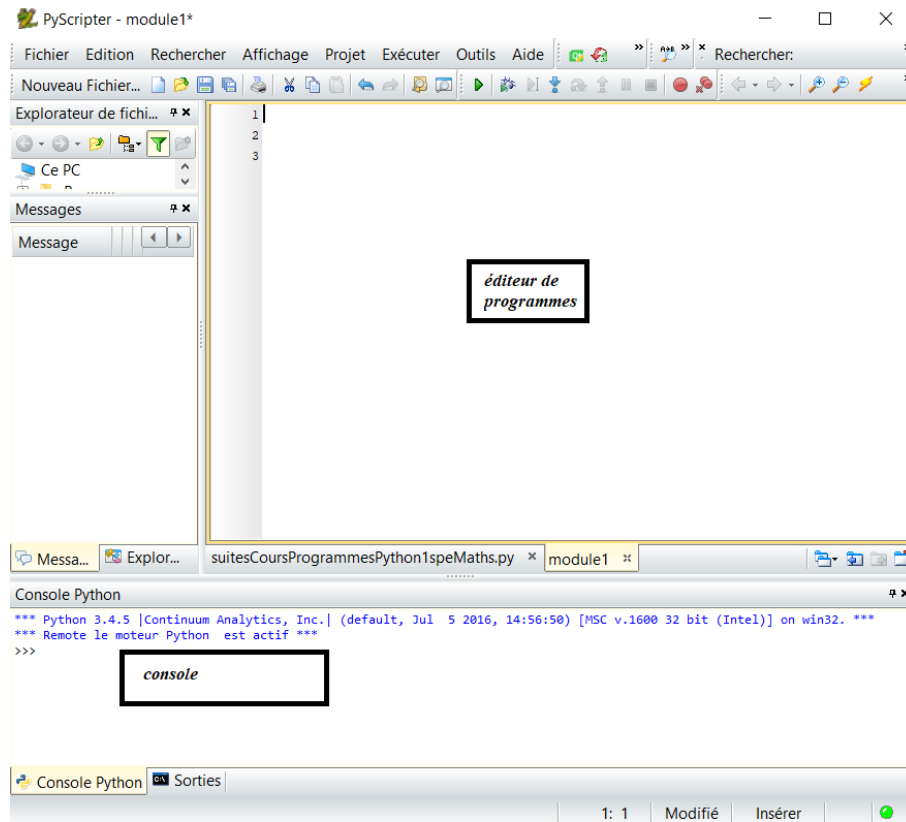 PyScripter - module1*
Fichier Edition Rechercher Affichage Projet Exécuter Outils Aide » » Rechercher:
Nouveau Fichier...
Explorateur de fichi...
1
2
3
Ce PC
Messages
Message
éditeur de
programmes
Messa... Explor... suitesCoursProgrammesPython1speMaths.py module1
Console Python
*** Python 3.4.5 |Continuum Analytics, Inc.| (default, Jul  5 2016, 14:56:50) [MSC v.1600 32 bit (Intel)] on win32. ***
*** Remote le moteur Python  est actif ***
>>>
console
Console Python Sorties
1: 1 Modifié Insérer